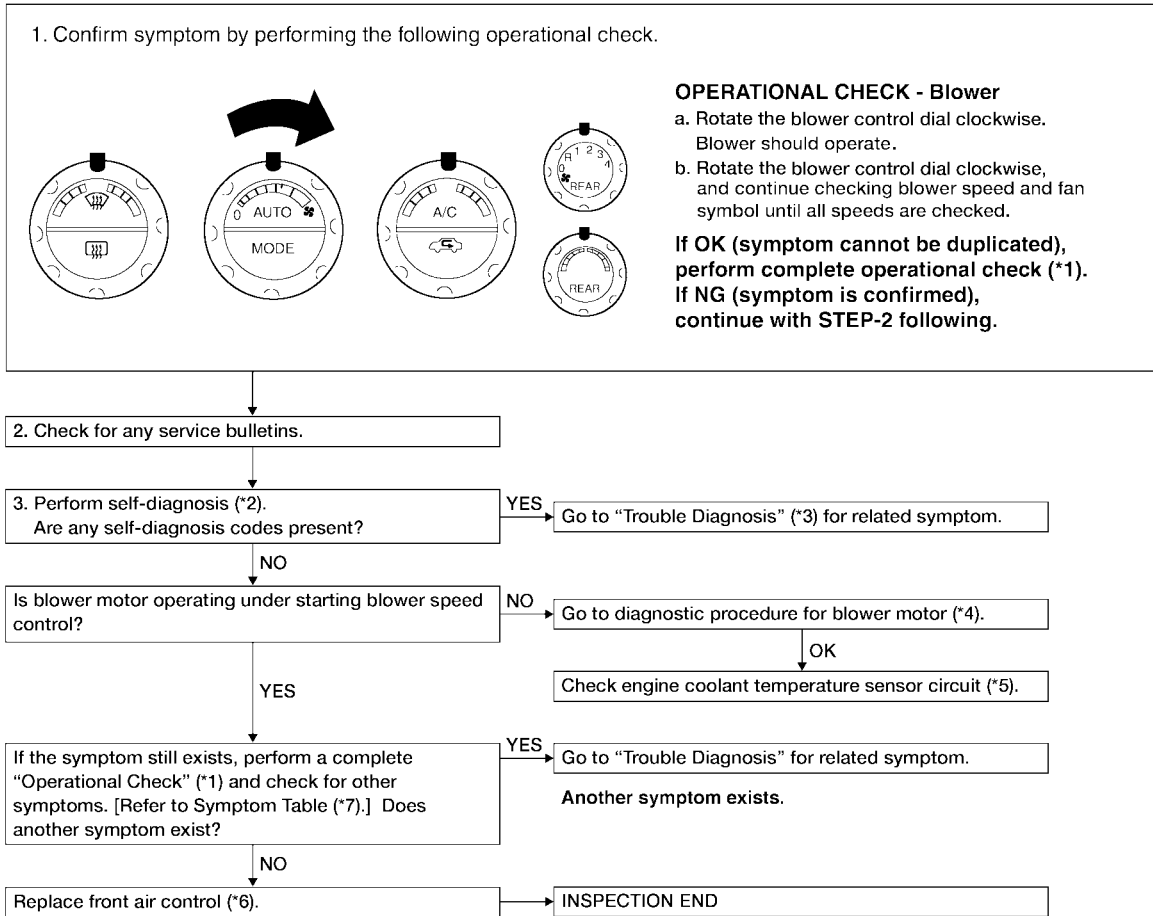 1. Confirm symptom by performing the following operational check.
OPERATIONAL CHECK - Blower
a. Rotate the blower control dial clockwise.
Blower should operate.
b. Rotate the blower control dial clockwise,
and continue checking blower speed and fan
symbol until all speeds are checked.
If OK (symptom cannot be duplicated),
perform complete operational check (*1).
If NG (symptom is confirmed),
continue with STEP-2 following.
0 AUTO
MODE
A/C
0 R 1 2 3 4
REAR
REAR
2. Check for any service bulletins.
3. Perform self-diagnosis (*2).
Are any self-diagnosis codes present?
YES
Go to “Trouble Diagnosis” (*3) for related symptom.
NO
Is blower motor operating under starting blower speed
control?
NO
Go to diagnostic procedure for blower motor (*4).
OK
Check engine coolant temperature sensor circuit (*5).
YES
If the symptom still exists, perform a complete
“Operational Check” (*1) and check for other
symptoms. [Refer to Symptom Table (*7).] Does
another symptom exist?
YES
Go to “Trouble Diagnosis” for related symptom.
Another symptom exists.
NO
Replace front air control (*6).
INSPECTION END